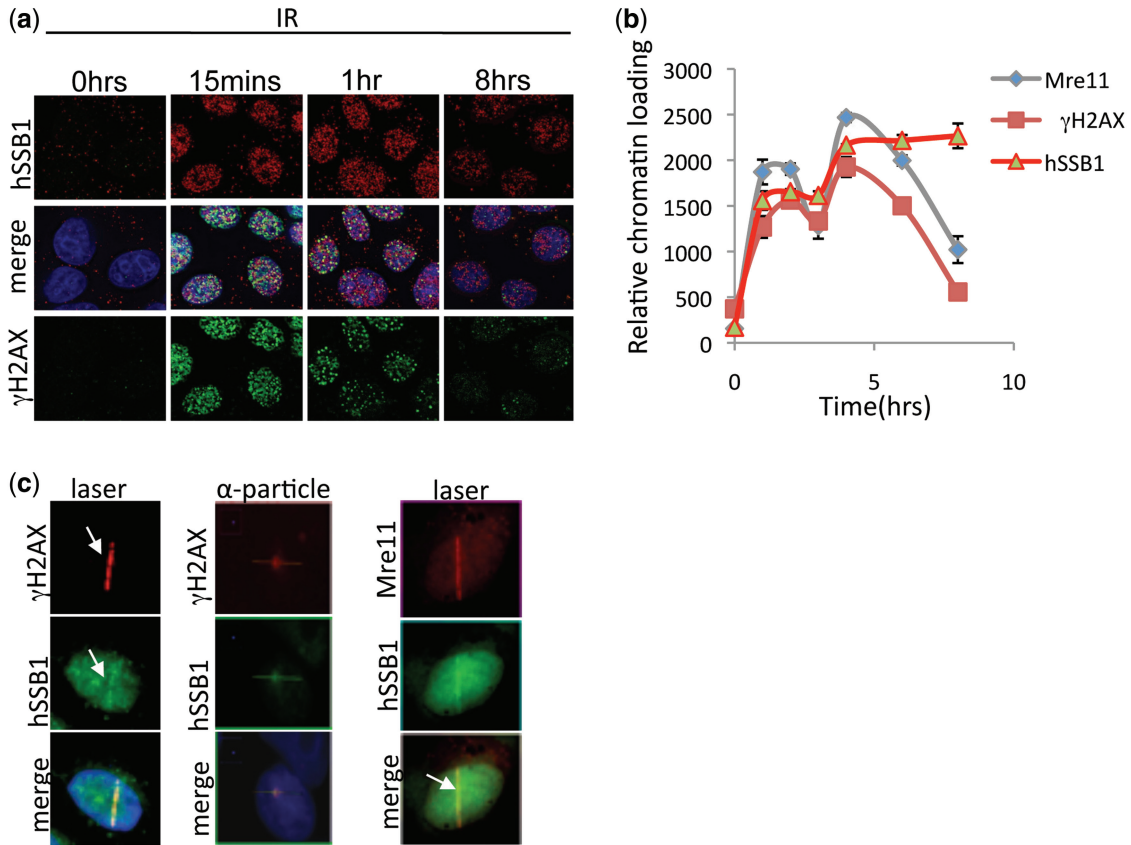 (a)
IR
0hrs 15mins 1hr 8hrs
hSSB1
merge
γH2AX
(b)
Relative chromatin loading
3000
2500
2000
1500
1000
500
0
0 5 10
Time(hrs)
Mre11
γH2AX
hSSB1
(c)
laser α-particle laser
γH2AX γH2AX Mre11
hSSB1 hSSB1 hSSB1
merge merge merge